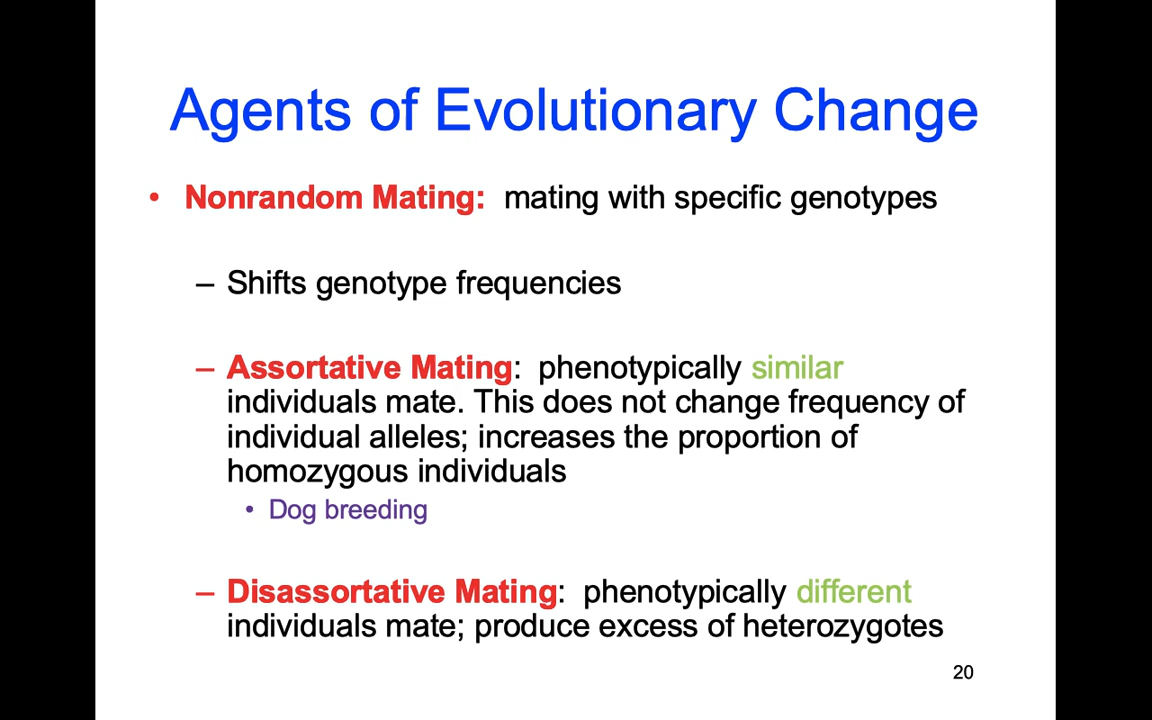 Agents of Evolutionary Change
• Nonrandom Mating: mating with specific genotypes
– Shifts genotype frequencies
– Assortative Mating: phenotypically similar
individuals mate. This does not change frequency of
individual alleles; increases the proportion of
homozygous individuals
• Dog breeding
– Disassortative Mating: phenotypically different
individuals mate; produce excess of heterozygotes
20